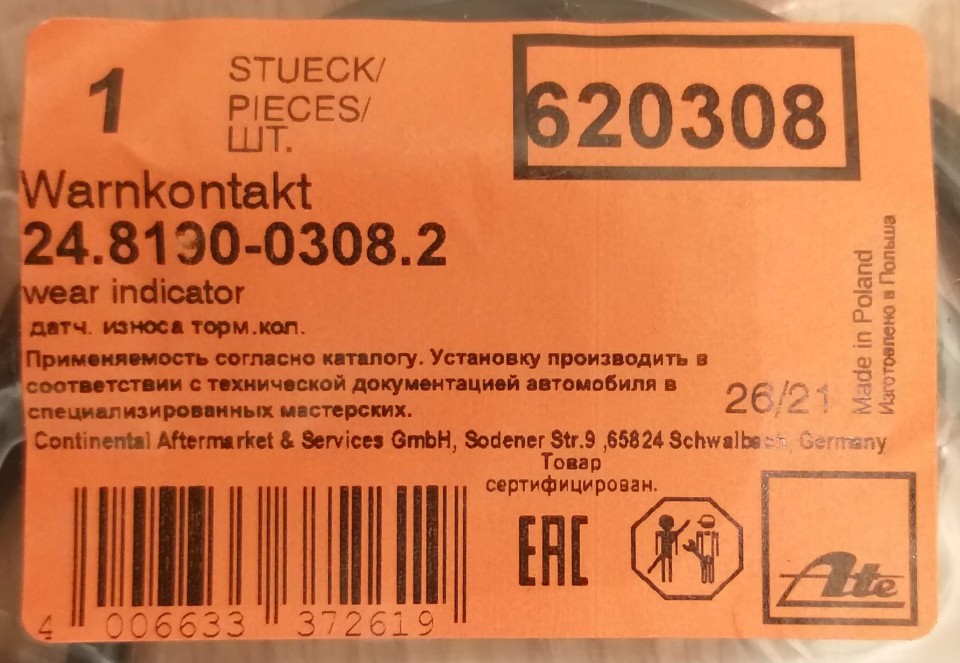 1
STUECK/
PIECES/
ШТ.
620308
Warnkontakt
24.8190-0308.2
wear indicator
датч. износа торм.кол.
Применяемость согласно каталогу. Установку производить в
соответствии с технической документацией автомобиля в
специализированных мастерских.
26/21
Made in Poland
Изготовлено в Польша
Continental Aftermarket & Services GmbH, Sodener Str.9 ,65824 Schwalbach, Germany
Товар
сертифицирован.
EAC
Ate
4 006633 372619